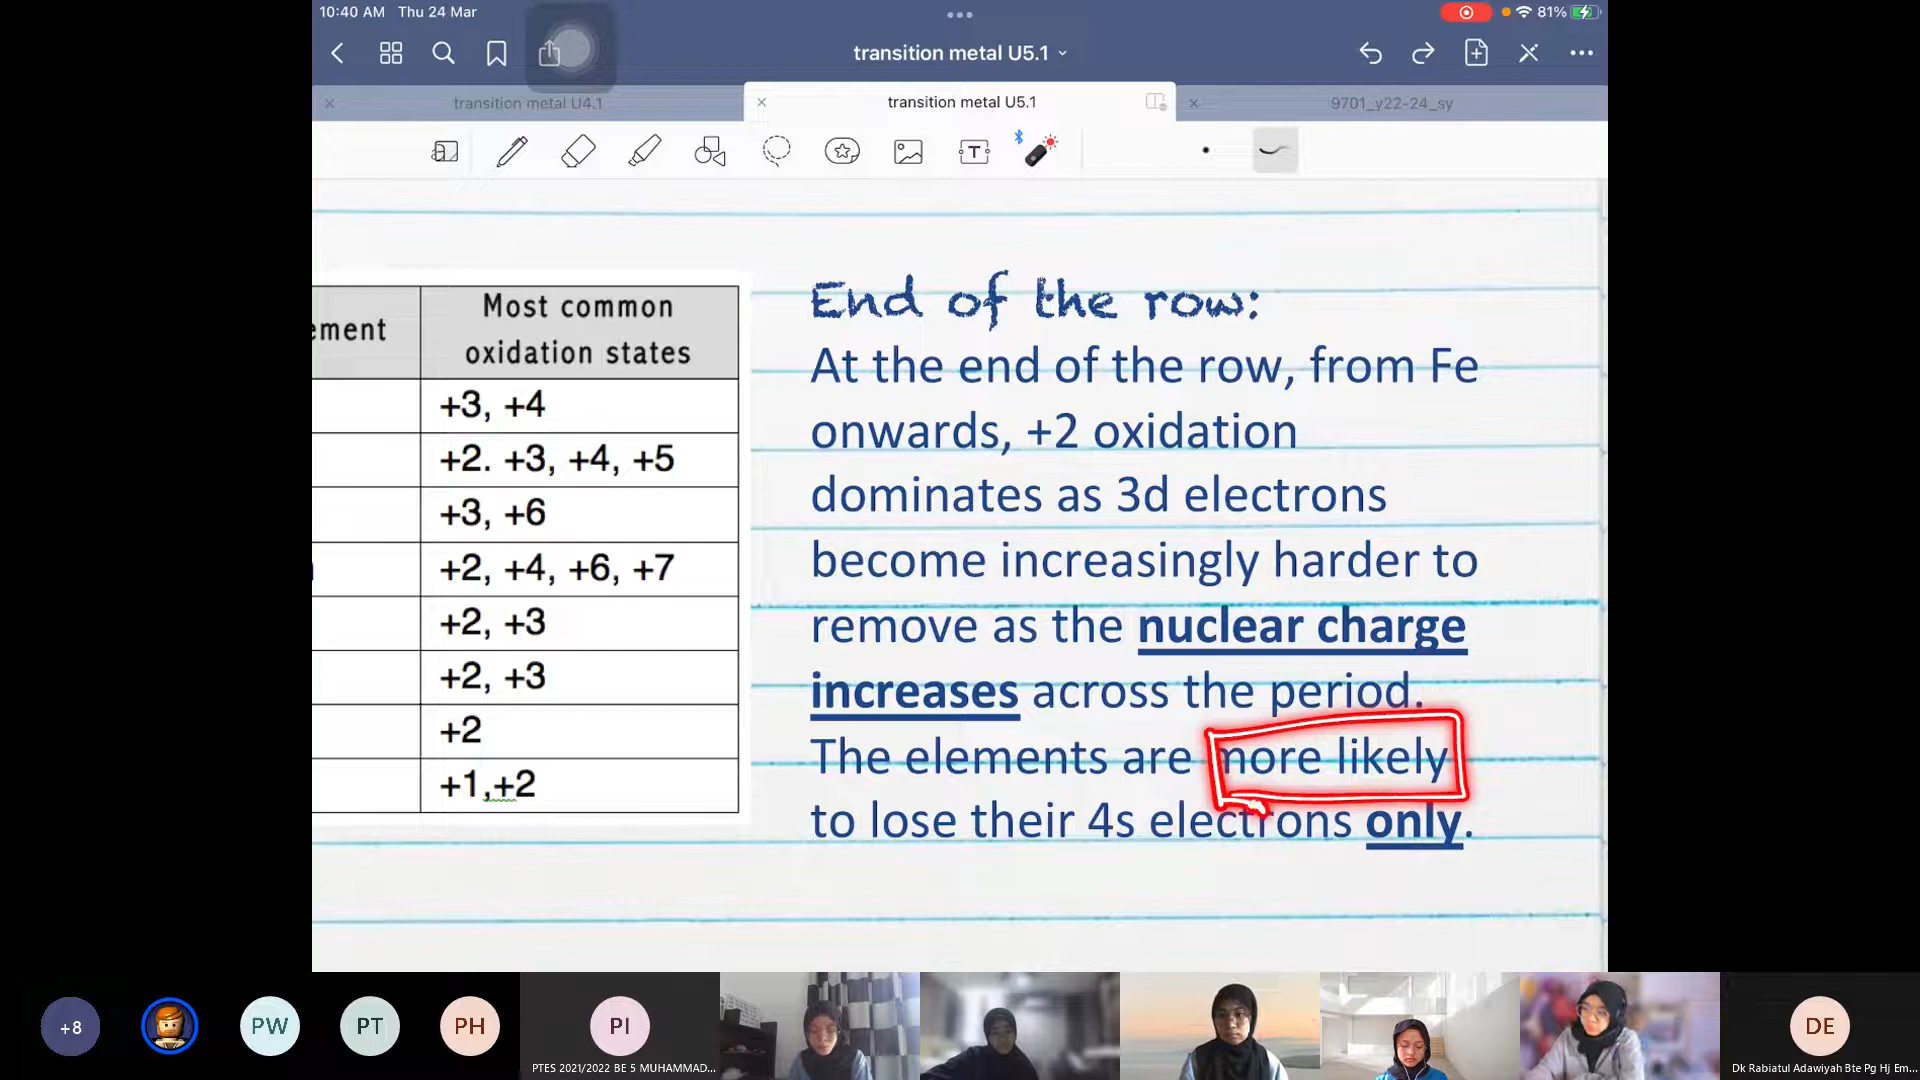 10:40 AM Thu 24 Mar
81%
transition metal U5.1
transition metal U4.1
transition metal U5.1
9701_y22-24_sy
T
ement
Most common
oxidation states
+3, +4
+2. +3, +4, +5
+3, +6
+2, +4, +6, +7
+2, +3
+2, +3
+2
+1,+2
End of the row:
At the end of the row, from Fe
onwards, +2 oxidation
dominates as 3d electrons
become increasingly harder to
remove as the nuclear charge
increases across the period.
The elements are more likely
to lose their 4s electrons only.
+8
PW
PT
PH
PI
PTES 2021/2022 BE 5 MUHAMMAD...
DE
Dk Rabiatul Adawiyah Bte Pg Hj Em...